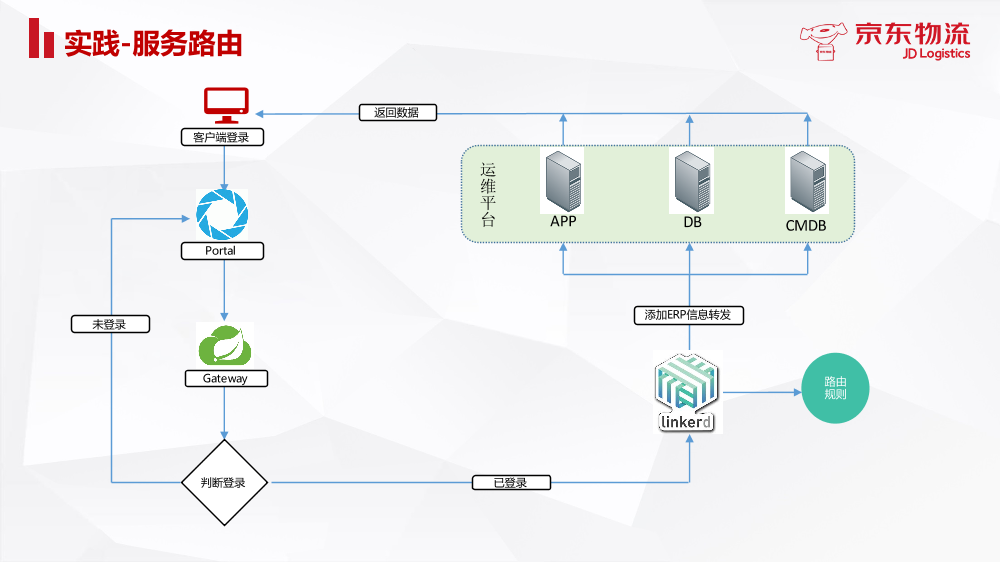 实践-服务路由
京东物流
JD Logistics
返回数据
客户端登录
运维平台
APP
DB
CMDB
Portal
添加ERP信息转发
未登录
Gateway
linkerd
路由
规则
判断登录
已登录